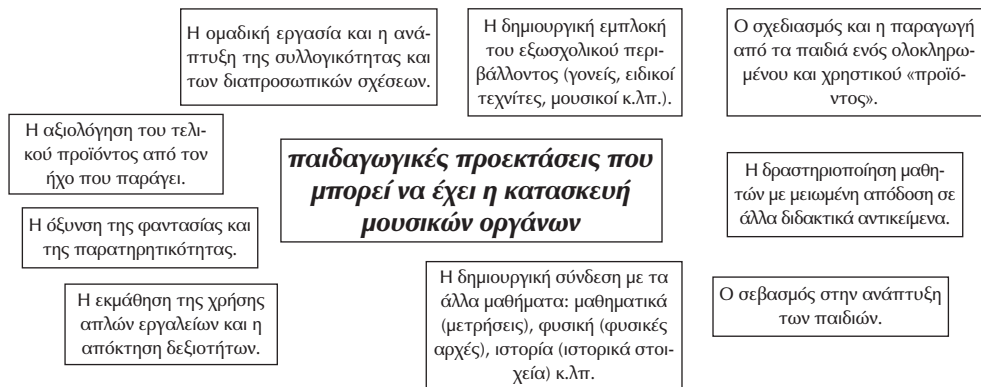 Η ομαδική εργασία και η ανά-
πτυξη της συλλογικότητας και
των διαπροσωπικών σχέσεων.
Η δημιουργική εμπλοκή
του εξωσχολικού περι-
βάλλοντος (γονείς, ειδικοί
τεχνίτες, μουσικοί κ.λπ.).
Ο σχεδιασμός και η παραγωγή
από τα παιδιά ενός ολοκληρω-
μένου και χρηστικού «προϊό-
ντος».
Η αξιολόγηση του τελι-
κού προϊόντος από τον
ήχο που παράγει.
παιδαγωγικές προεκτάσεις που
μπορεί να έχει η κατασκευή
μουσικών οργάνων
Η δραστηριοποίηση μαθη-
τών με μειωμένη απόδοση σε
άλλα διδακτικά αντικείμενα.
Η όξυνση της φαντασίας και
της παρατηρητικότητας.
Η εκμάθηση της χρήσης
απλών εργαλείων και η
απόκτηση δεξιοτήτων.
Η δημιουργική σύνδεση με τα
άλλα μαθήματα: μαθηματικά
(μετρήσεις), φυσική (φυσικές
αρχές), ιστορία (ιστορικά στοι-
χεία) κ.λπ.
Ο σεβασμός στην ανάπτυξη
των παιδιών.